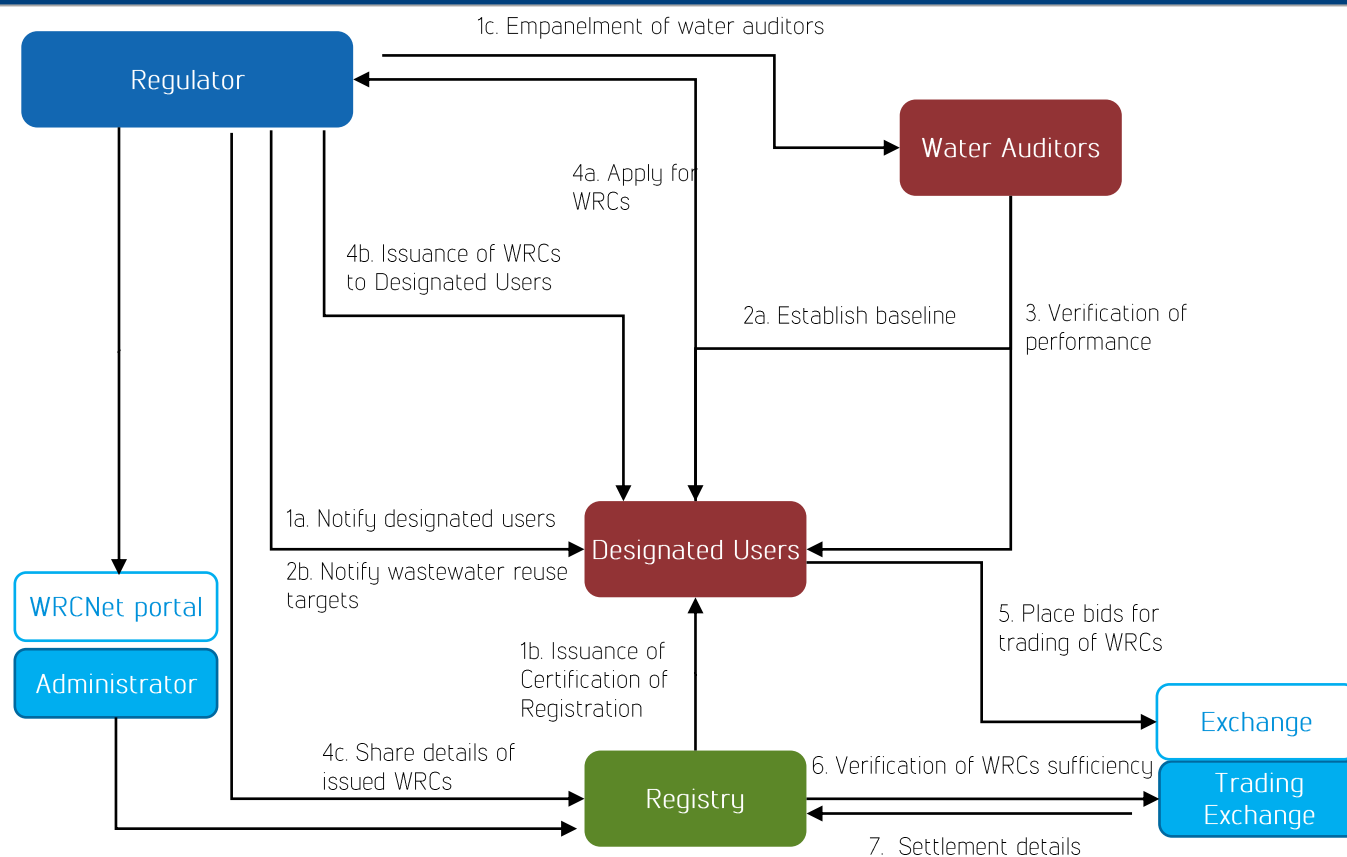 1c. Empanelment of water auditors
Regulator
Water Auditors
4a. Apply for
WRCs
4b. Issuance of WRCs
to Designated Users
2a. Establish baseline
3. Verification of
performance
1a. Notify designated users
Designated Users
2b. Notify wastewater reuse
targets
WRCNet portal
Administrator
1b. Issuance of
Certification of
Registration
5. Place bids for
trading of WRCs
Exchange
4c. Share details of
issued WRCs
Registry
6. Verification of WRCs sufficiency
Trading
Exchange
7. Settlement details